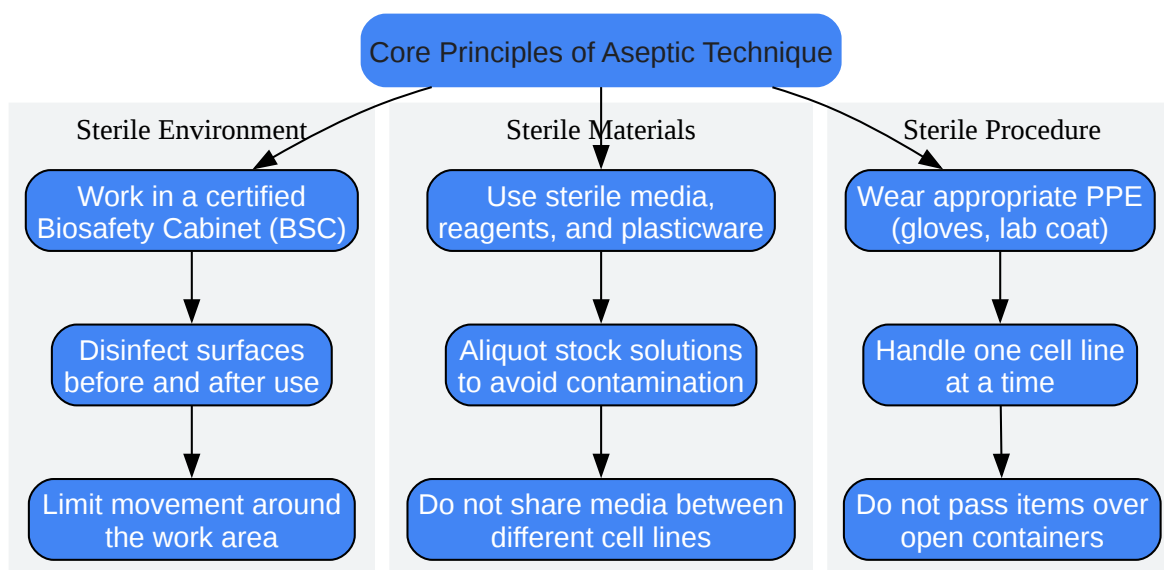 Core Principles of Aseptic Technique
Sterile Environment
Work in a certified
Biosafety Cabinet (BSC)
Disinfect surfaces
before and after use
Limit movement around
the work area
Sterile Materials
Use sterile media,
reagents, and plasticware
Aliquot stock solutions
to avoid contamination
Do not share media between
different cell lines
Sterile Procedure
Wear appropriate PPE
(gloves, lab coat)
Handle one cell line
at a time
Do not pass items over
open containers